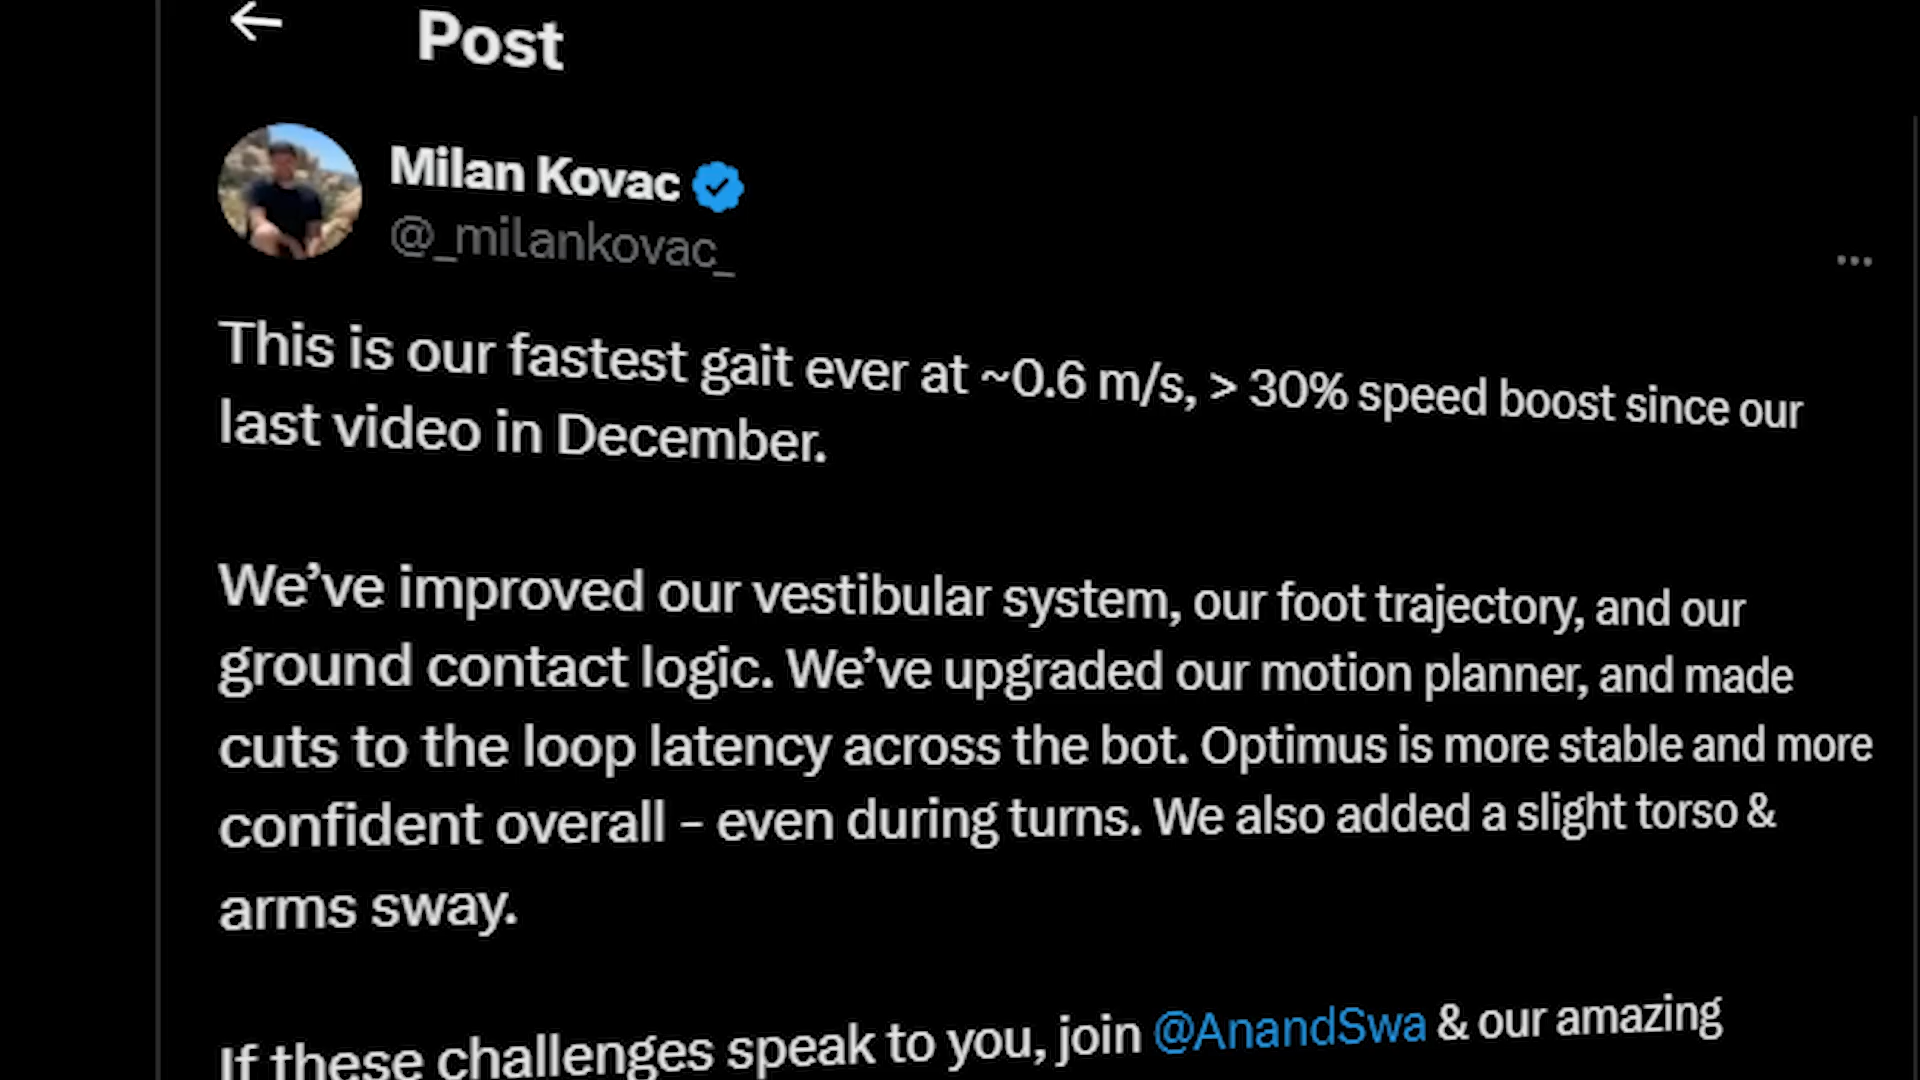 Post
Milan Kovac
@_milankovac_
This is our fastest gait ever at ~0.6 m/s, > 30% speed boost since our
last video in December.
We’ve improved our vestibular system, our foot trajectory, and our
ground contact logic. We’ve upgraded our motion planner, and made
cuts to the loop latency across the bot. Optimus is more stable and more
confident overall – even during turns. We also added a slight torso &
arms sway.
If these challenges speak to you, join @AnandSwa & our amazing